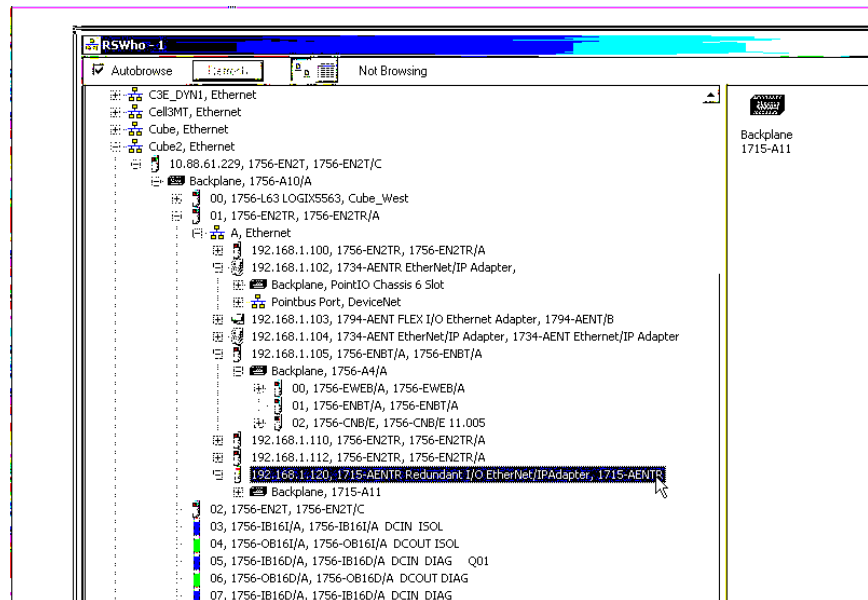 RSWho - 1
Autobrowse
Not Browsing
C3E_DYN1, Ethernet
Cell3MT, Ethernet
Cube, Ethernet
Cube2, Ethernet
10.88.61.229, 1756-EN2T, 1756-EN2T/C
Backplane, 1756-A10/A
00, 1756-L63 LOGIX5563, Cube_West
01, 1756-EN2TR, 1756-EN2TR/A
A, Ethernet
192.168.1.100, 1756-EN2TR, 1756-EN2TR/A
192.168.1.102, 1734-AENTR EtherNet/IP Adapter,
Backplane, PointIO Chassis 6 Slot
Pointbus Port, DeviceNet
192.168.1.103, 1794-AENT FLEX I/O Ethernet Adapter, 1794-AENT/B
192.168.1.104, 1734-AENT EtherNet/IP Adapter, 1734-AENT Ethernet/IP Adapter
192.168.1.105, 1756-ENBT/A, 1756-ENBT/A
Backplane, 1756-A4/A
00, 1756-EWEB/A, 1756-EWEB/A
01, 1756-ENBT/A, 1756-ENBT/A
02, 1756-CNB/E, 1756-CNB/E 11.005
192.168.1.110, 1756-EN2TR, 1756-EN2TR/A
192.168.1.112, 1756-EN2TR, 1756-EN2TR/A
192.168.1.120, 1715-AENTR Redundant I/O EtherNet/IPAdapter, 1715-AENTR
Backplane, 1715-A11
02, 1756-EN2T, 1756-EN2T/C
03, 1756-IB16I/A, 1756-IB16I/A DCIN ISOL
04, 1756-OB16I/A, 1756-OB16I/A DCOUT ISOL
05, 1756-IB16D/A, 1756-IB16D/A DCIN DIAG Q01
06, 1756-OB16D/A, 1756-OB16D/A DCOUT DIAG
07, 1756-IB16D/A, 1756-IB16D/A DCIN DIAG
Backplane
1715-A11